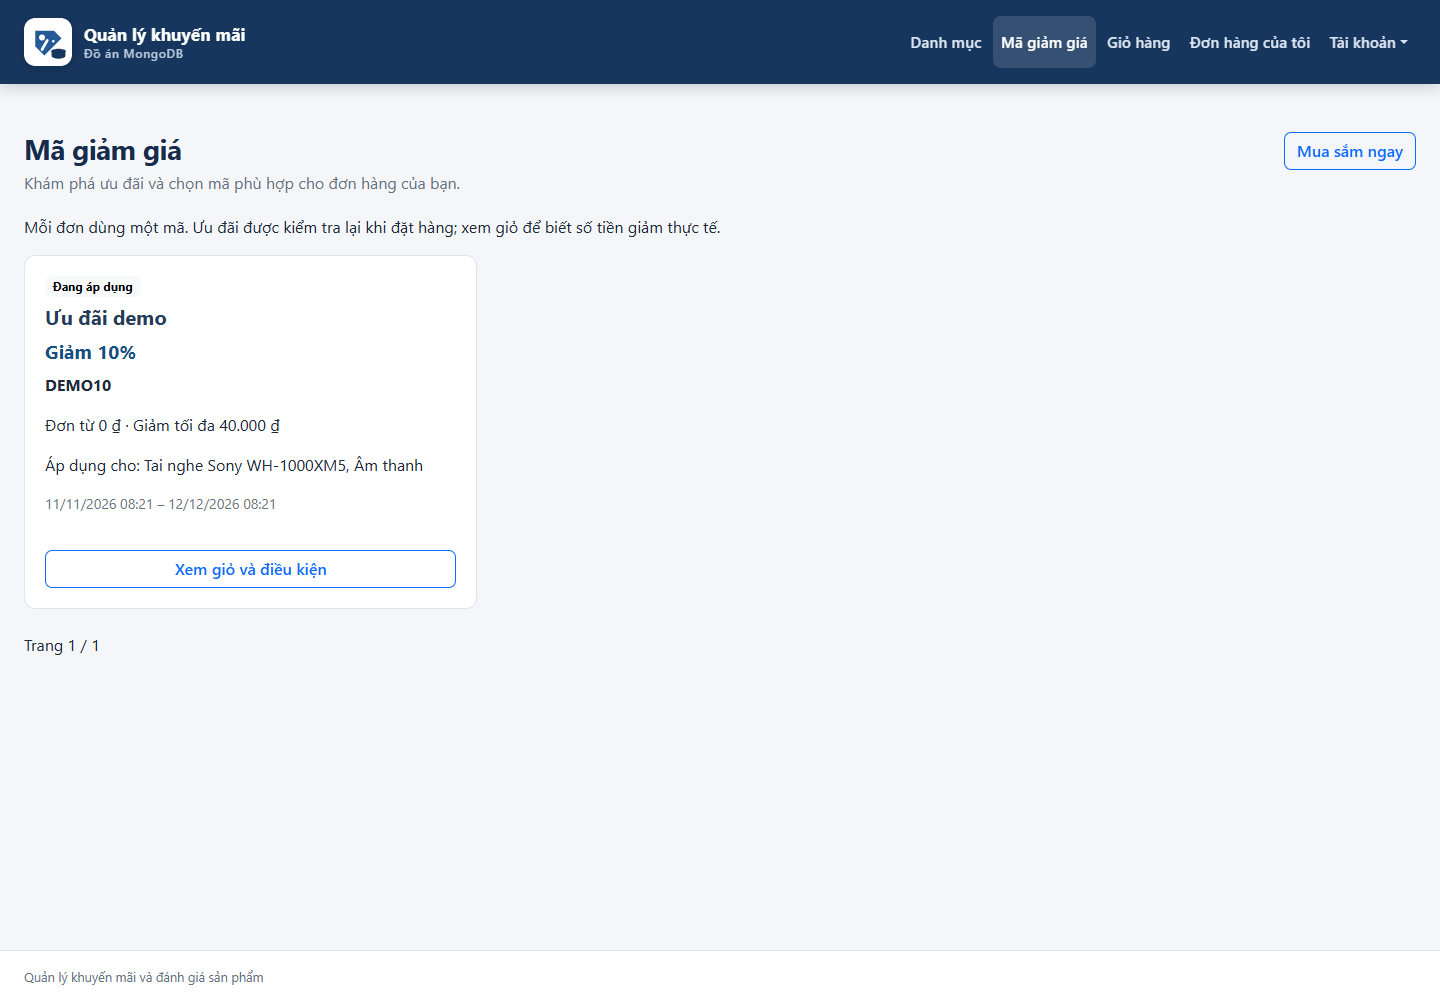 Quản lý khuyến mãi
Đồ án MongoDB
Danh mục
Mã giảm giá
Giỏ hàng
Đơn hàng của tôi
Tài khoản
Mã giảm giá
Mua sắm ngay
Khám phá ưu đãi và chọn mã phù hợp cho đơn hàng của bạn.
Mỗi đơn dùng một mã. Ưu đãi được kiểm tra lại khi đặt hàng; xem giỏ để biết số tiền giảm thực tế.
Đang áp dụng
Ưu đãi demo
Giảm 10%
DEMO10
Đơn từ 0 ₫ · Giảm tối đa 40.000 ₫
Áp dụng cho: Tai nghe Sony WH-1000XM5, Âm thanh
11/11/2026 08:21 – 12/12/2026 08:21
Xem giỏ và điều kiện
Trang 1 / 1
Quản lý khuyến mãi và đánh giá sản phẩm